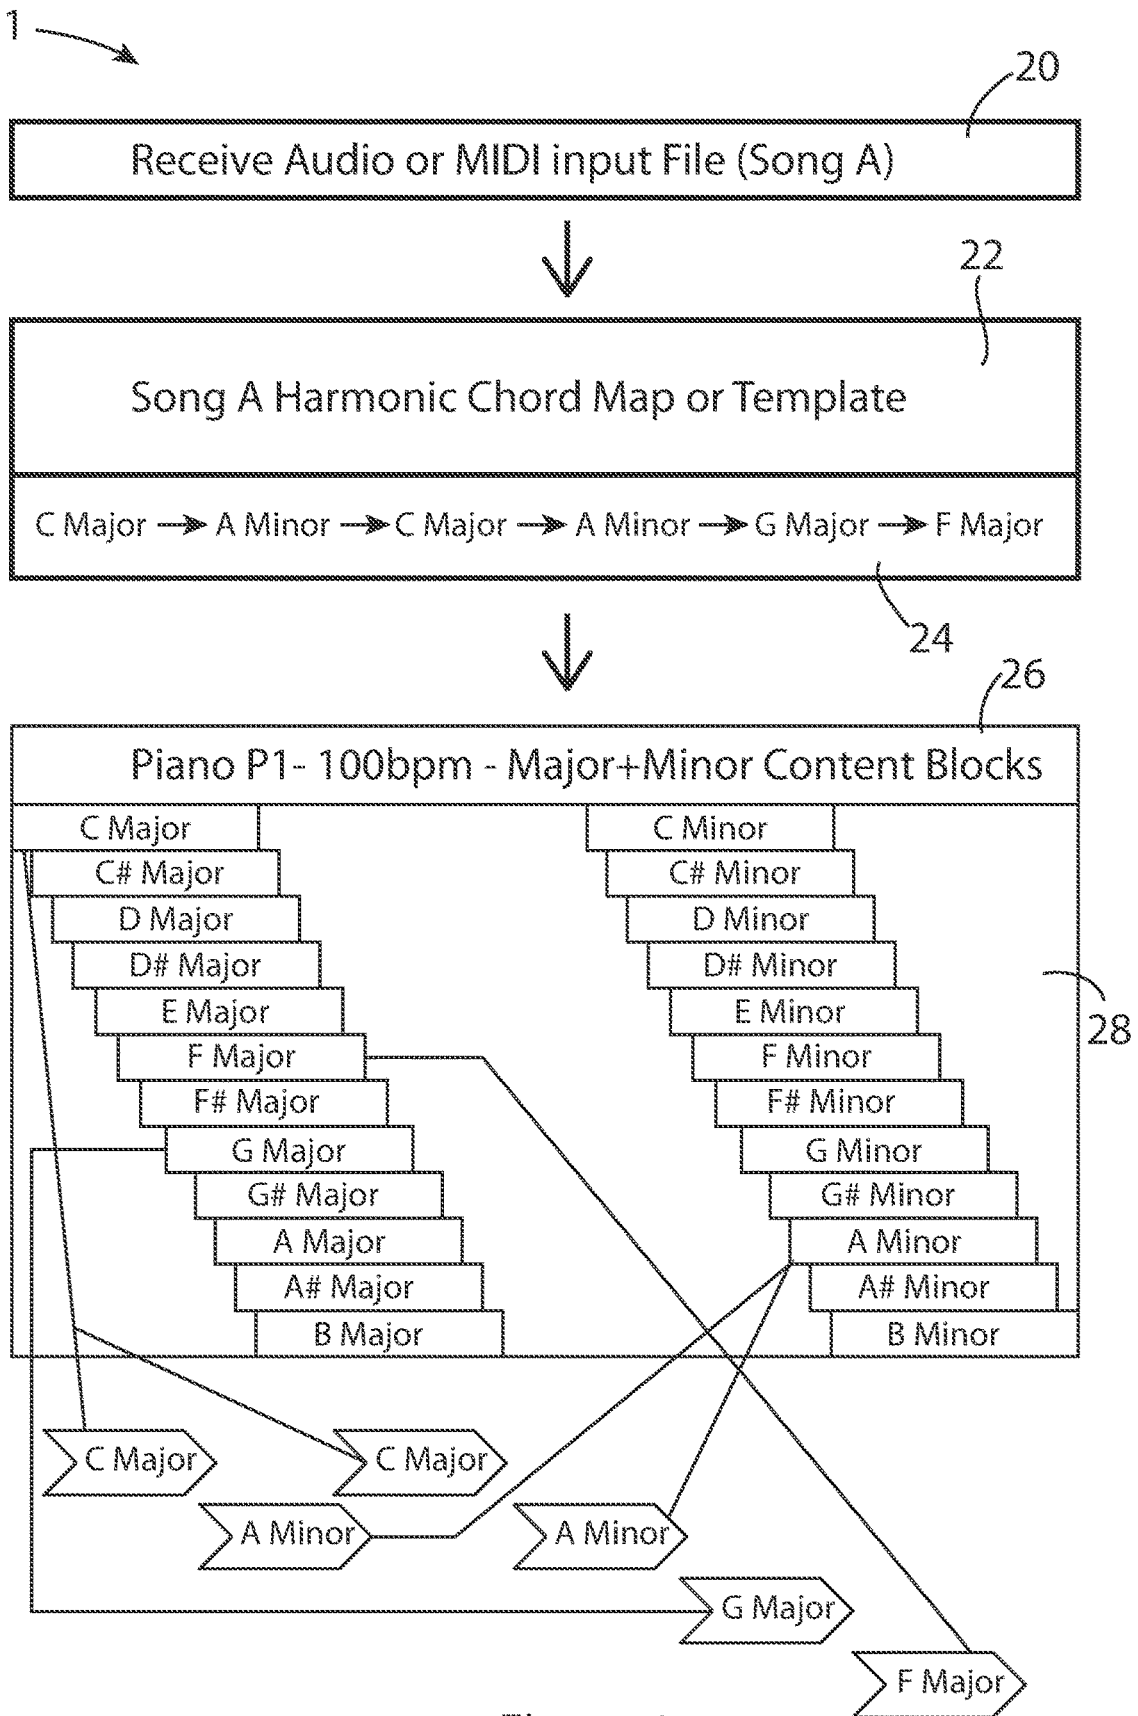 1
20
Receive Audio or MIDI input File (Song A)
22
Song A Harmonic Chord Map or Template
C Major → A Minor → C Major → A Minor → G Major → F Major
24
26
Piano P1- 100bpm - Major+Minor Content Blocks
C Major C Minor
C# Major C# Minor
D Major D Minor
D# Major D# Minor
E Major E Minor
F Major F Minor
28
F# Major F# Minor
G Major G Minor
G# Major G# Minor
A Major A Minor
A# Major A# Minor
B Major B Minor
C Major C Major
A Minor A Minor
G Major
F Major